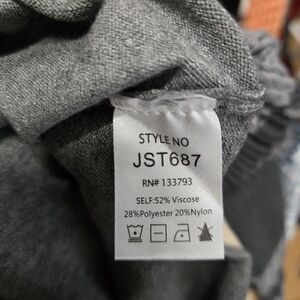 STYLE NO
JST687
RN# 133793
SELF:52% Viscose
28%Polyester 20%Nylon